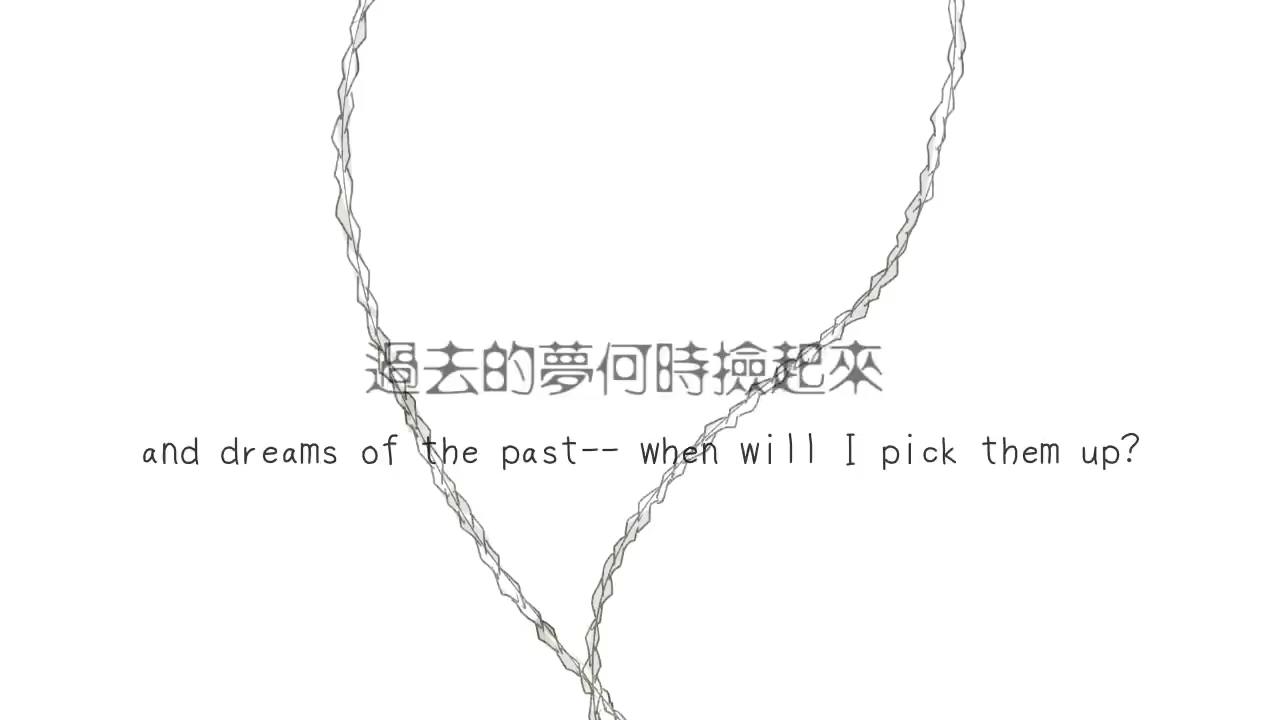 過去的夢何時撿起來
and dreams of the past-- when will I pick them up?